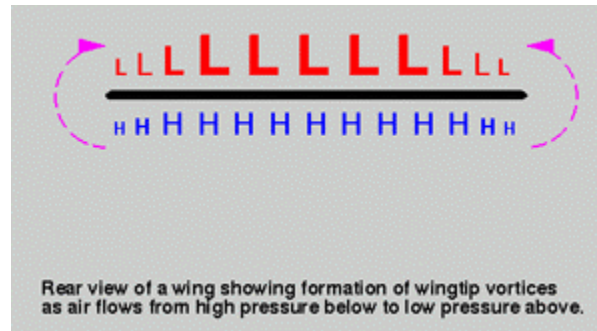 L L L L L L L L L L L
H H H H H H H H H H H H H
Rear view of a wing showing formation of wingtip vortices
as air flows from high pressure below to low pressure above.